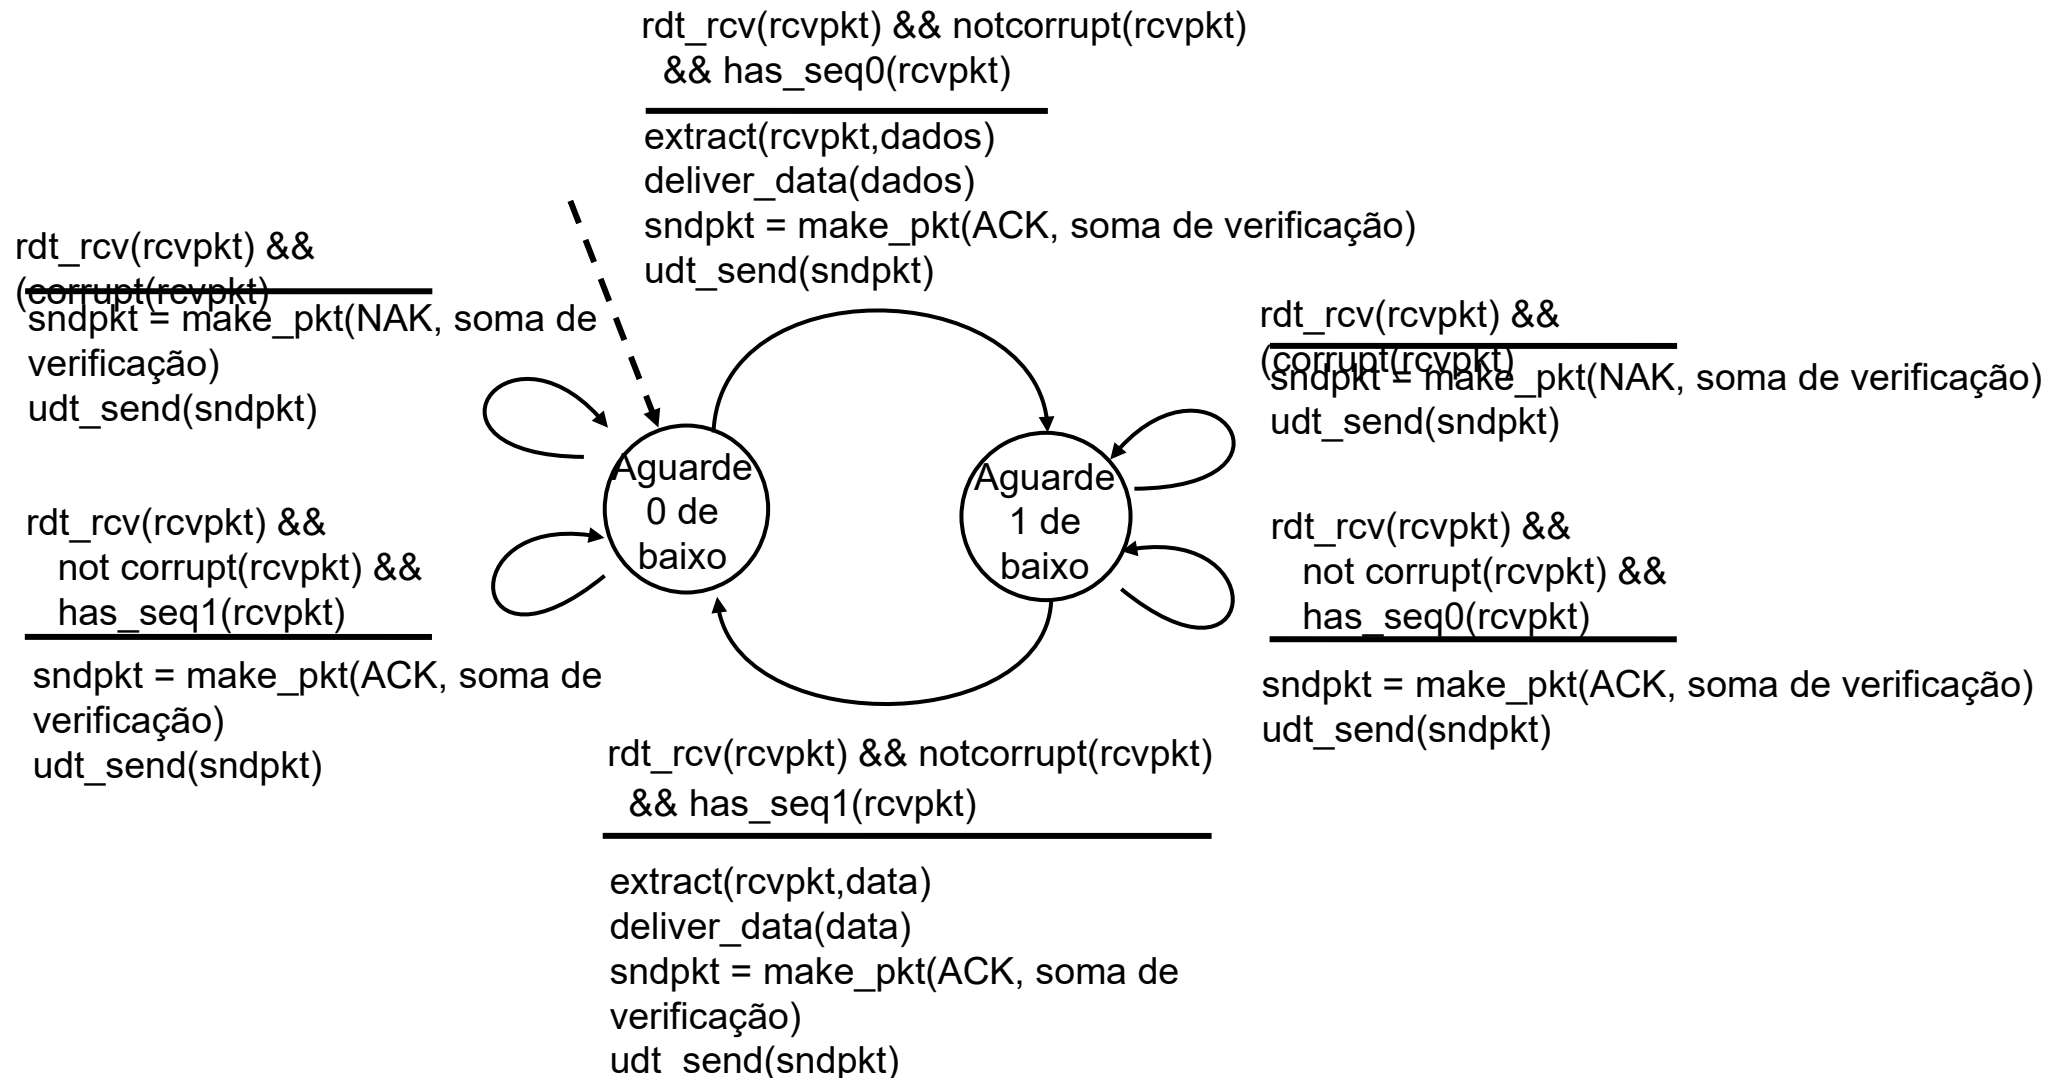 rdt_rcv(rcvpkt) && notcorrupt(rcvpkt)
&& has_seq0(rcvpkt)
extract(rcvpkt,dados)
deliver_data(dados)
sndpkt = make_pkt(ACK, soma de verificação)
udt_send(sndpkt)
rdt_rcv(rcvpkt) &&
(corrupt(rcvpkt)
sndpkt = make_pkt(NAK, soma de
verificação)
udt_send(sndpkt)
rdt_rcv(rcvpkt) &&
(corrupt(rcvpkt)
sndpkt = make_pkt(NAK, soma de verificação)
udt_send(sndpkt)
Aguarde
0 de
baixo
Aguarde
1 de
baixo
rdt_rcv(rcvpkt) &&
not corrupt(rcvpkt) &&
has_seq1(rcvpkt)
sndpkt = make_pkt(ACK, soma de
verificação)
udt_send(sndpkt)
rdt_rcv(rcvpkt) &&
not corrupt(rcvpkt) &&
has_seq0(rcvpkt)
sndpkt = make_pkt(ACK, soma de verificação)
udt_send(sndpkt)
rdt_rcv(rcvpkt) && notcorrupt(rcvpkt)
&& has_seq1(rcvpkt)
extract(rcvpkt,data)
deliver_data(data)
sndpkt = make_pkt(ACK, soma de
verificação)
udt_send(sndpkt)